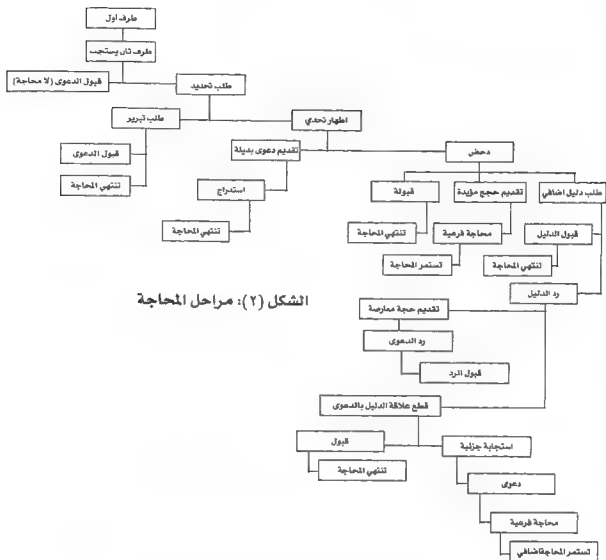 طرف أول
طرف ثان يستجيب
قبول الدعوى (لا محاجة)
طلب تحديد
طلب تبرير
اظهار تحدي
قبول الدعوى
تنتهي المحاجة
تقديم دعوى بديلة
دحض
استدراج
تنتهي المحاجة
قبولة
تقديم حجج مؤيدة
طلب دليل اضافي
تنتهي المحاجة
محاجة فرعية
قبول الدليل
تستمر المحاجة
تنتهي المحاجة
رد الدليل
الشكل (٢): مراحل المحاجة
تقديم حجة معارضة
رد الدعوى
قبول الرد
قطع علاقة الدليل بالدعوى
قبول
استجابة جزئية
تنتهي المحاجة
دعوى
محاجة فرعية
تستمر المحاجةاضافي